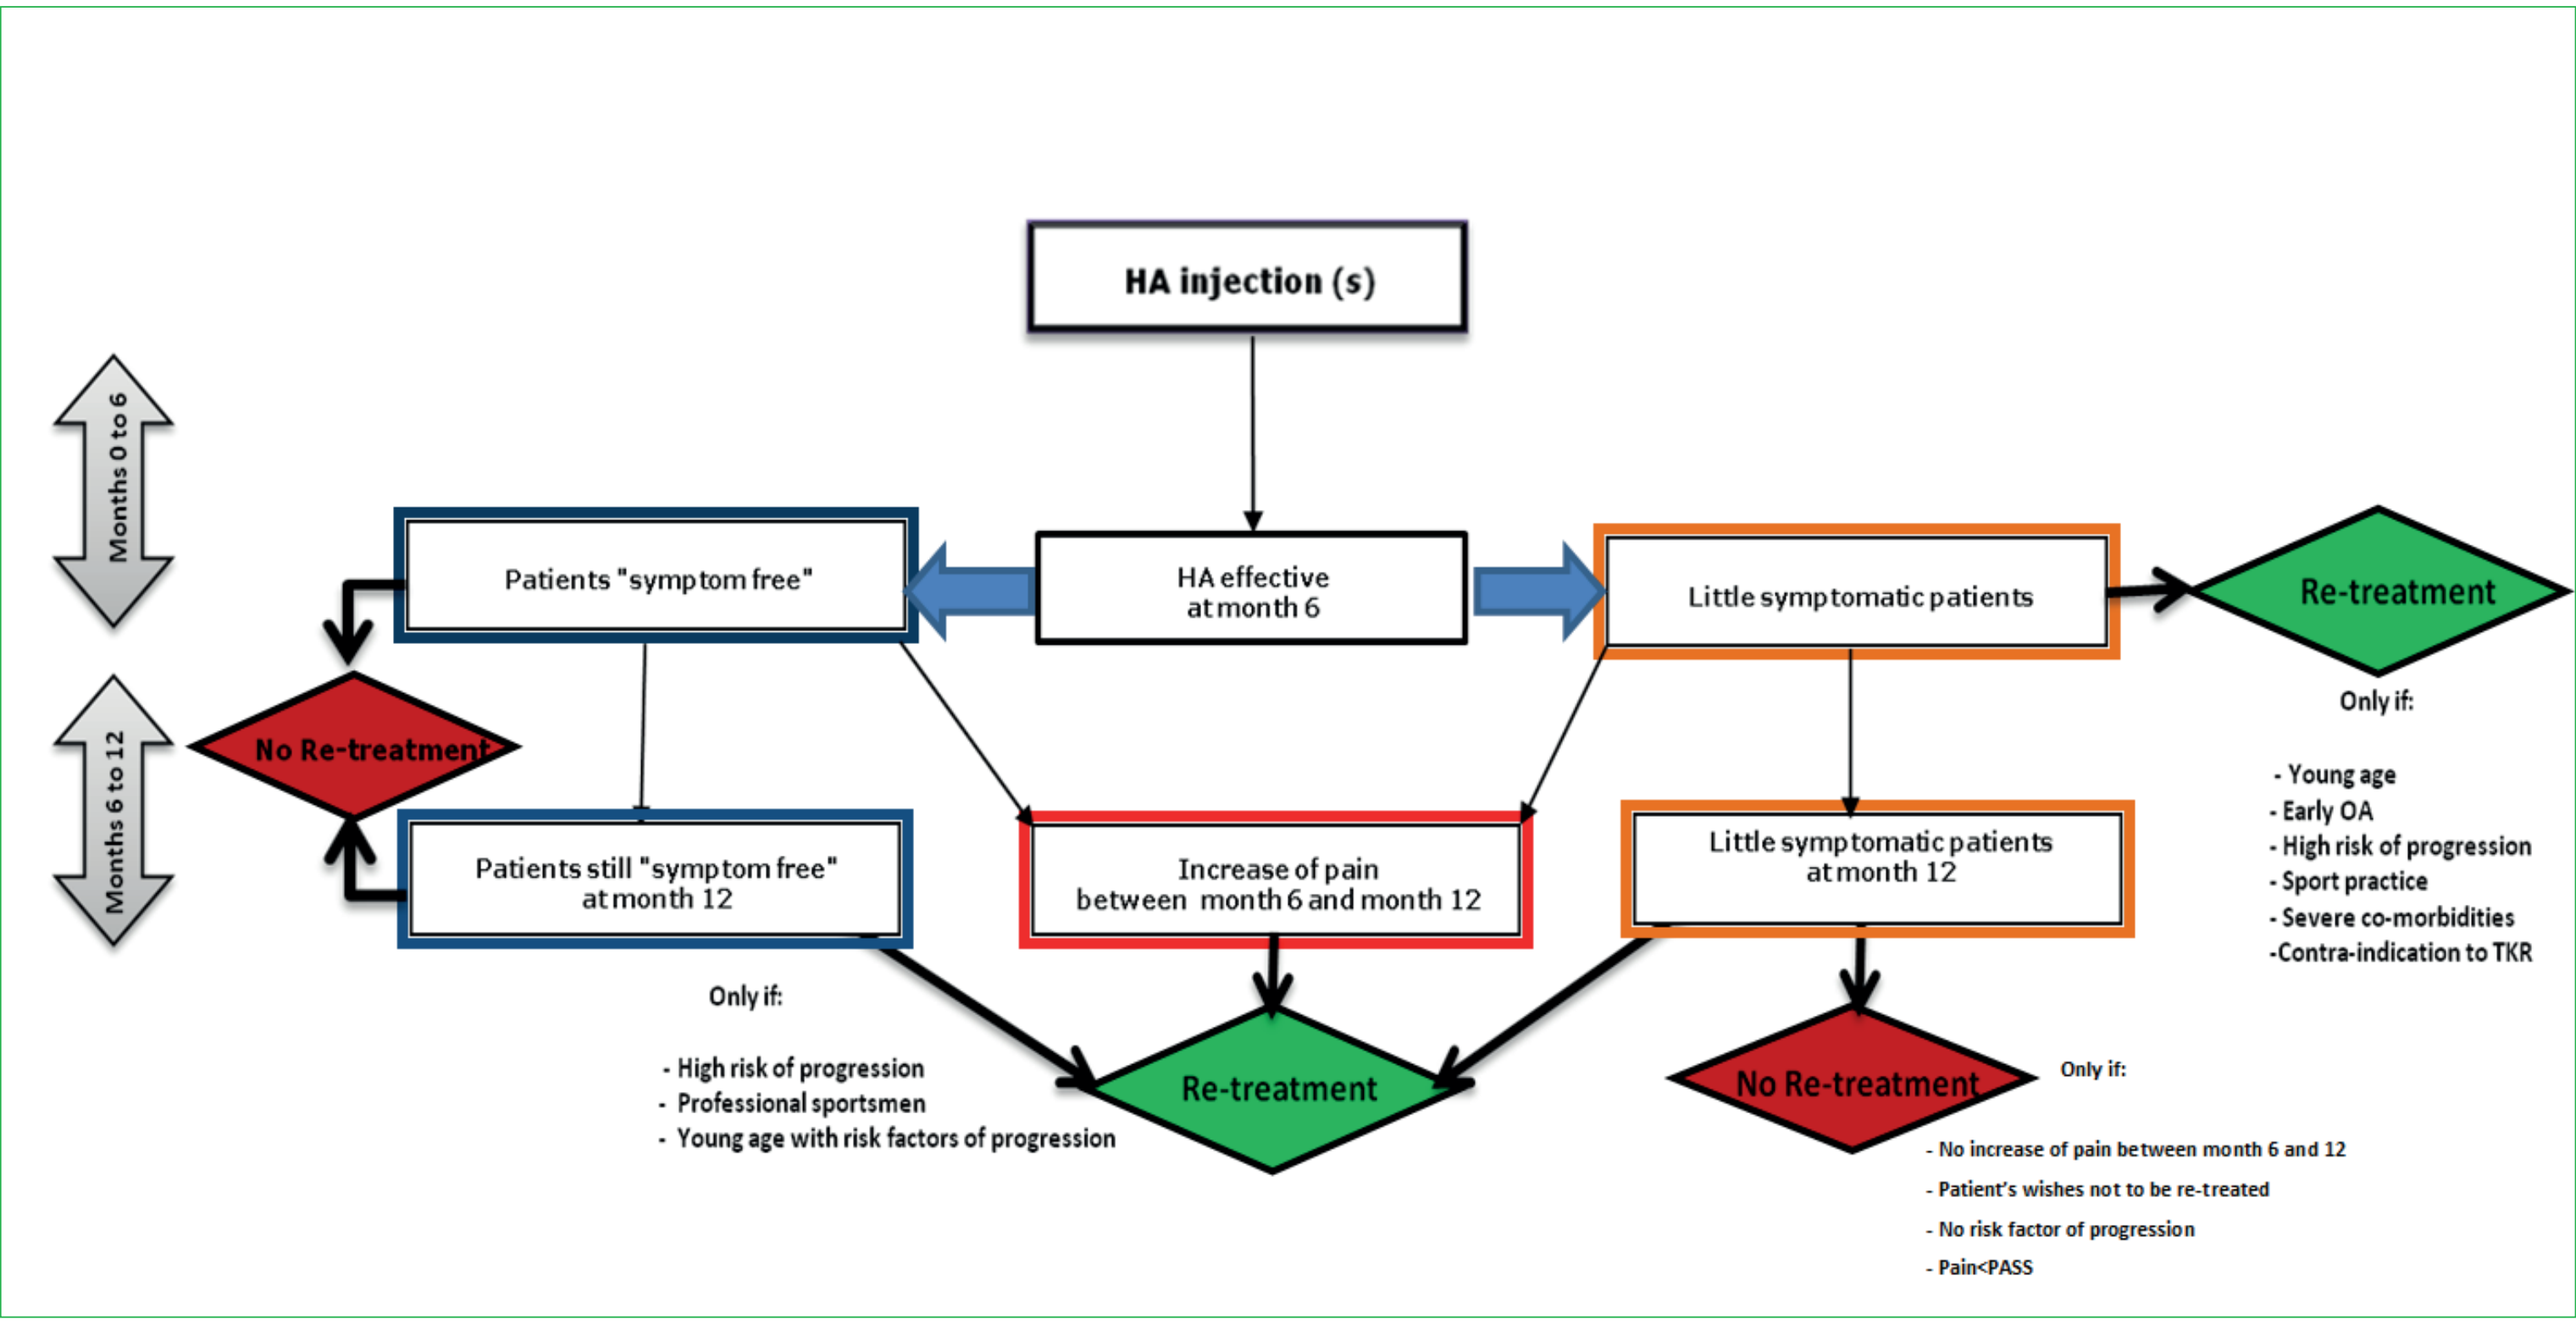 HA injection (s)
Months 0 to 6
Patients "symptom free"
HA effective
at month 6
Little symptomatic patients
Re-treatment
Only if:
- Young age
- Early OA
- High risk of progression
- Sport practice
- Severe co-morbidities
-Contra-indication to TKR
Months 6 to 12
No Re-treatment
Patients still "symptom free"
at month 12
Increase of pain
between month 6 and month 12
Little symptomatic patients
at month 12
Only if:
- High risk of progression
- Professional sportsmen
- Young age with risk factors of progression
Re-treatment
No Re-treatment
Only if:
- No increase of pain between month 6 and 12
- Patient's wishes not to be re-treated
- No risk factor of progression
- Pain<PASS